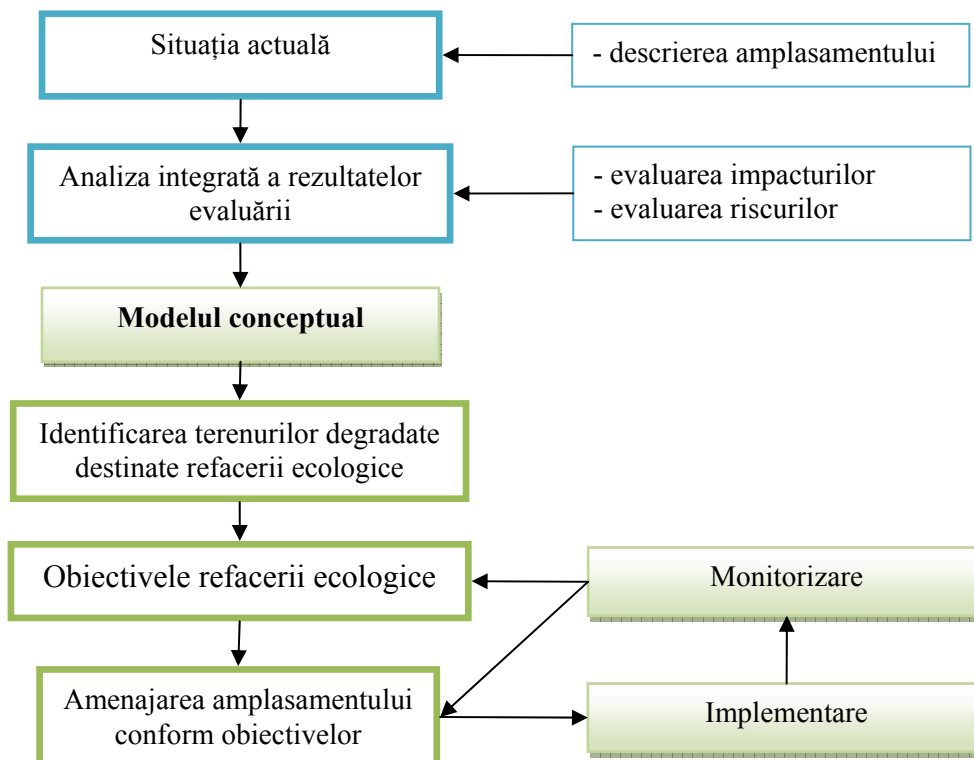 Situația actuală
- descrierea amplasamentului
Analiza integrată a rezultatelor
evaluării
- evaluarea impacturilor
- evaluarea riscurilor
Modelul conceptual
Identificarea terenurilor degradate
destinate refacerii ecologice
Obiectivele refacerii ecologice
Monitorizare
Amenajarea amplasamentului
conform obiectivelor
Implementare